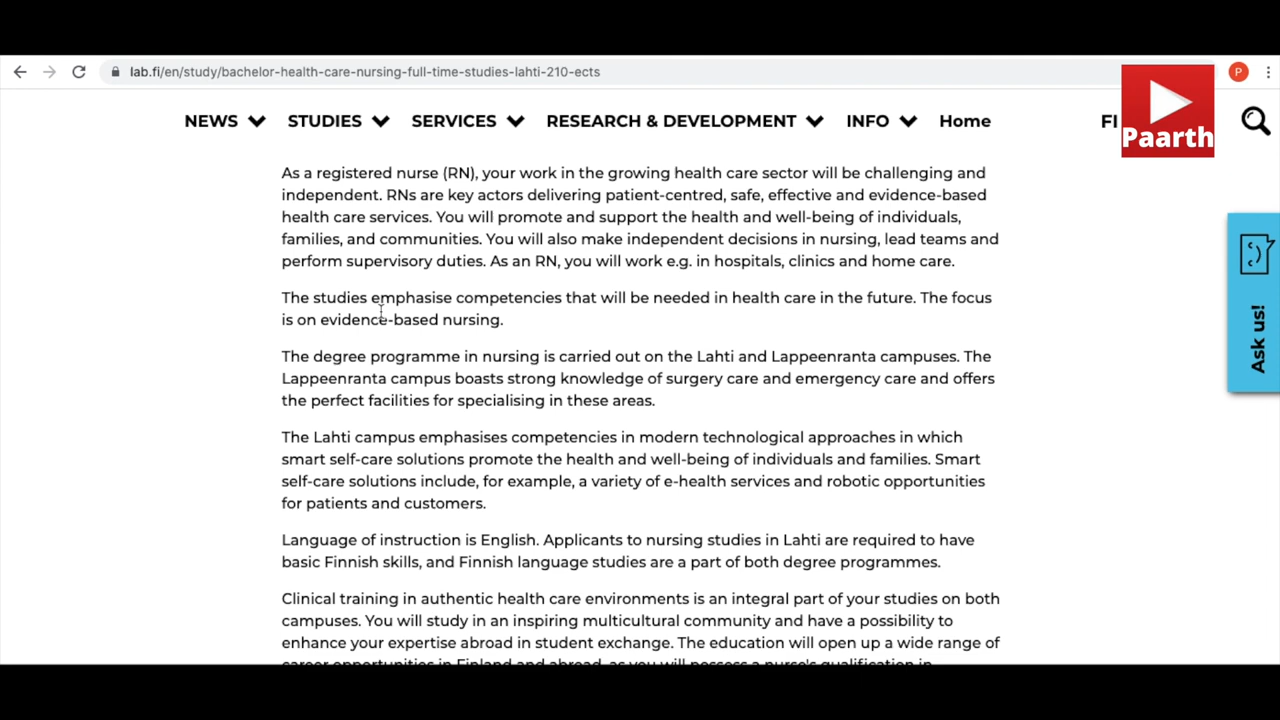 lab.fi/en/study/bachelor-health-care-nursing-full-time-studies-lahti-210-ects
P
NEWS STUDIES SERVICES RESEARCH & DEVELOPMENT INFO Home FI
Paarth
As a registered nurse (RN), your work in the growing health care sector will be challenging and
independent. RNs are key actors delivering patient-centred, safe, effective and evidence-based
health care services. You will promote and support the health and well-being of individuals,
families, and communities. You will also make independent decisions in nursing, lead teams and
perform supervisory duties. As an RN, you will work e.g. in hospitals, clinics and home care.
The studies emphasise competencies that will be needed in health care in the future. The focus
is on evidence-based nursing.
The degree programme in nursing is carried out on the Lahti and Lappeenranta campuses. The
Lappeenranta campus boasts strong knowledge of surgery care and emergency care and offers
the perfect facilities for specialising in these areas.
The Lahti campus emphasises competencies in modern technological approaches in which
smart self-care solutions promote the health and well-being of individuals and families. Smart
self-care solutions include, for example, a variety of e-health services and robotic opportunities
for patients and customers.
Language of instruction is English. Applicants to nursing studies in Lahti are required to have
basic Finnish skills, and Finnish language studies are a part of both degree programmes.
Clinical training in authentic health care environments is an integral part of your studies on both
campuses. You will study in an inspiring multicultural community and have a possibility to
enhance your expertise abroad in student exchange. The education will open up a wide range of
career opportunities in Finland and abroad, as you will possess a nurse's qualification in
Ask us!